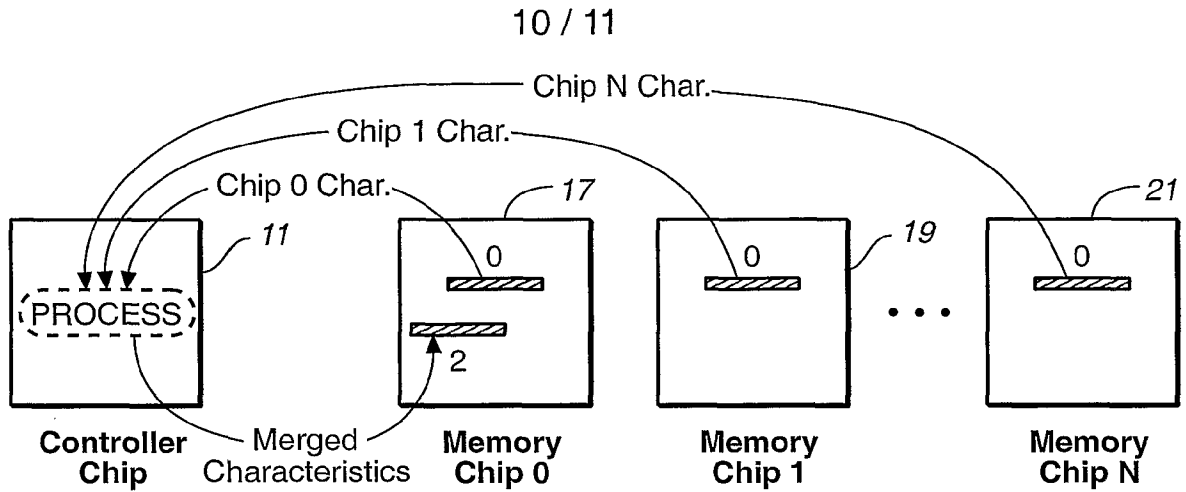 10 / 11
Chip N Char.
Chip 1 Char.
Chip 0 Char.
11
17
19
21
0
0
0
PROCESS
• • •
2
Controller
Chip
Merged
Characteristics
Memory
Chip 0
Memory
Chip 1
Memory
Chip N